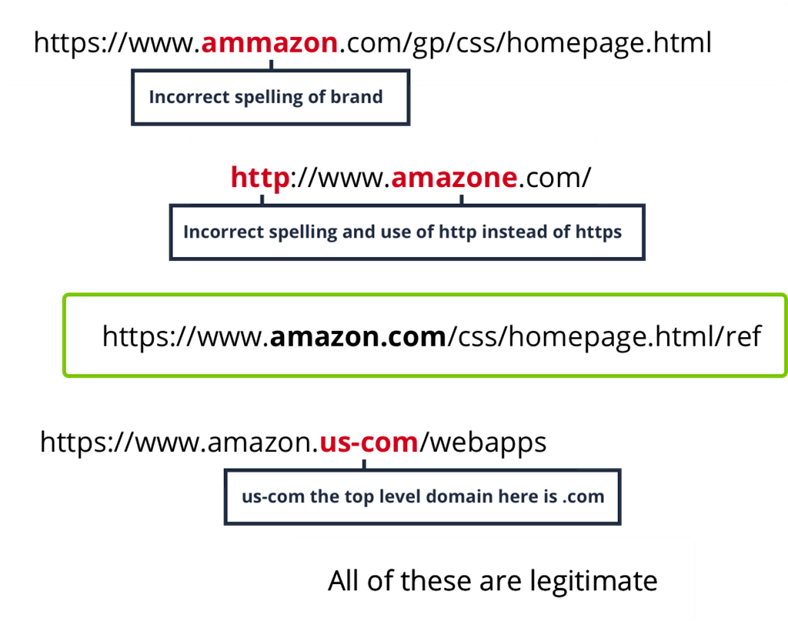 https://www.ammazon.com/gp/css/homepage.html
Incorrect spelling of brand
http://www.amazone.com/
Incorrect spelling and use of http instead of https
https://www.amazon.com/css/homepage.html/ref
https://www.amazon.us-com/webapps
us-com the top level domain here is .com
All of these are legitimate